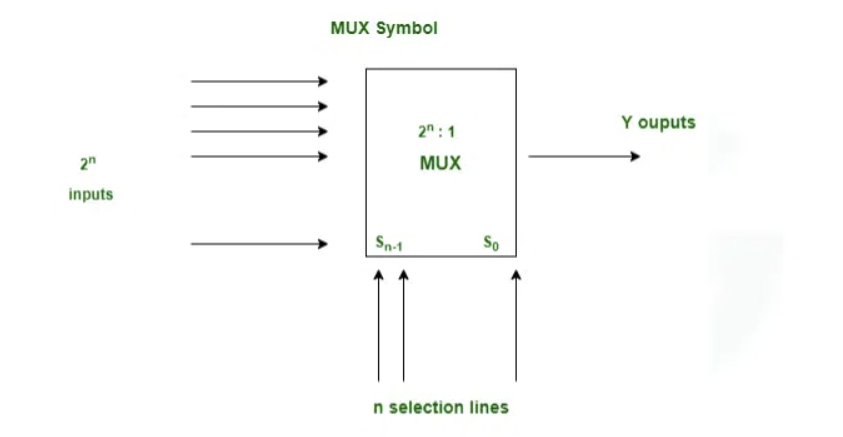 MUX Symbol
2ⁿ : 1
MUX
Y ouputs
2ⁿ
inputs
Sₙ₋₁
S₀
n selection lines